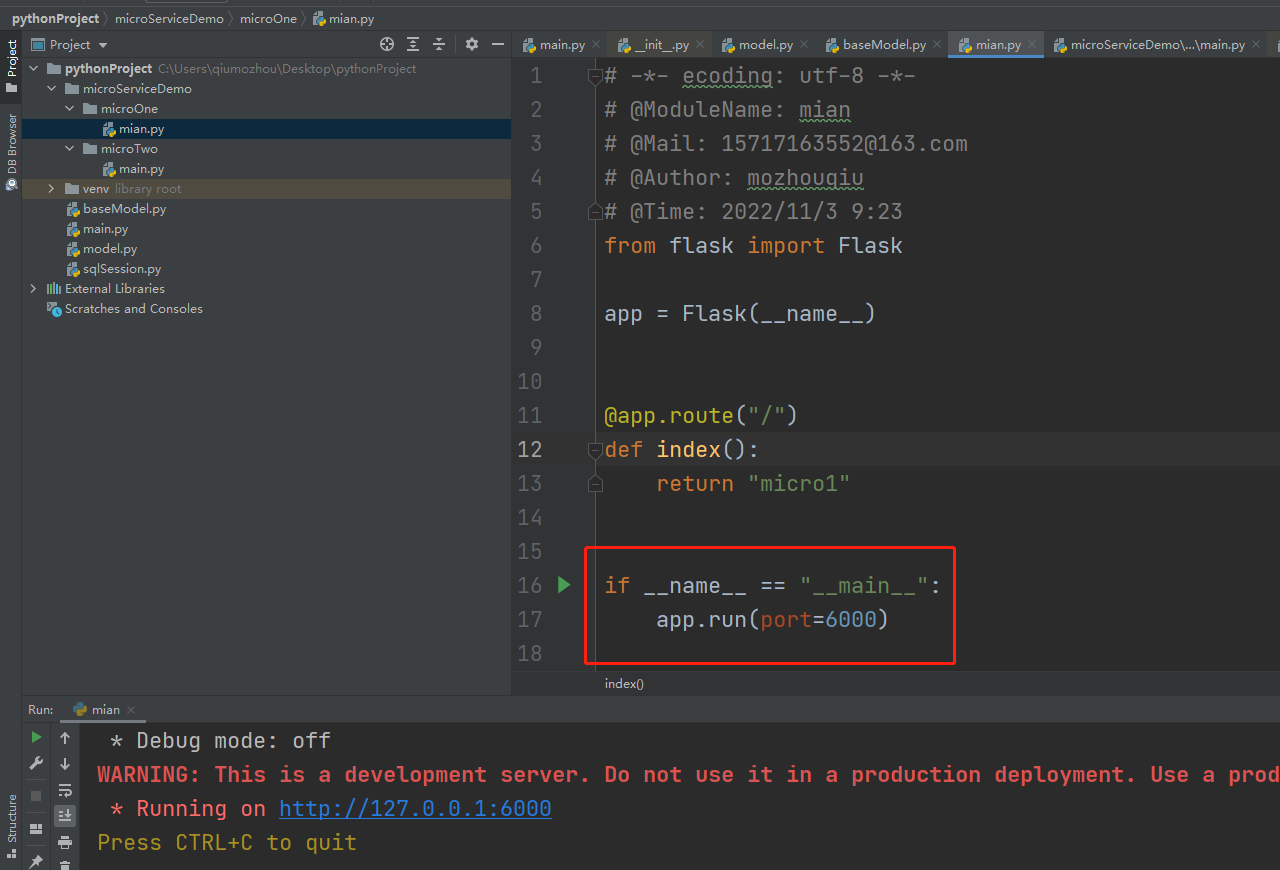 pythonProject microServiceDemo microOne mian.py
Project
main.py __init__.py model.py baseModel.py mian.py microServiceDemo\...\main.py
Project
DB Browser
Structure
pythonProject C:\Users\qiumozhou\Desktop\pythonProject
microServiceDemo
microOne
mian.py
microTwo
main.py
venv library root
baseModel.py
main.py
model.py
sqlSession.py
External Libraries
Scratches and Consoles
1 # -*- ecoding: utf-8 -*-
2 # @ModuleName: mian
3 # @Mail: 15717163552@163.com
4 # @Author: mozhouqiu
5 # @Time: 2022/11/3 9:23
6 from flask import Flask
7
8 app = Flask(__name__)
9
10
11 @app.route("/")
12 def index():
13 return "micro1"
14
15
16 if __name__ == "__main__":
17 app.run(port=6000)
18
index()
Run: mian
* Debug mode: off
WARNING: This is a development server. Do not use it in a production deployment. Use a prod
* Running on http://127.0.0.1:6000
Press CTRL+C to quit